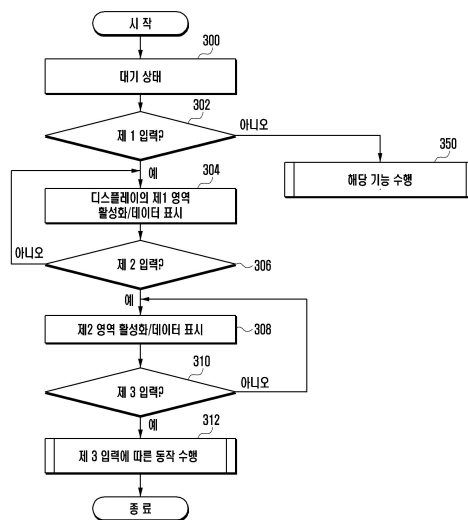 시 작
300
대기 상태
302
제 1 입력?
아니오
350
해당 기능 수행
예
304
디스플레이의 제1 영역
활성화/데이터 표시
아니오
제 2 입력?
306
예
제2 영역 활성화/데이터 표시
308
310
제 3 입력?
아니오
예
312
제 3 입력에 따른 동작 수행
종 료